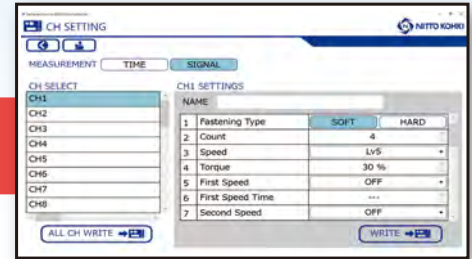 CH SETTING
NITTO KOHKI
MEASUREMENT
TIME
SIGNAL
CH SELECT
CH1
CH2
CH3
CH4
CH5
CH6
CH7
CH8
ALL CH WRITE
CH1 SETTINGS
NAME
1 Fastening Type SOFT HARD
2 Count 4
3 Speed Lv5
4 Torque 30 %
5 First Speed OFF
6 First Speed Time ---
7 Second Speed OFF
WRITE